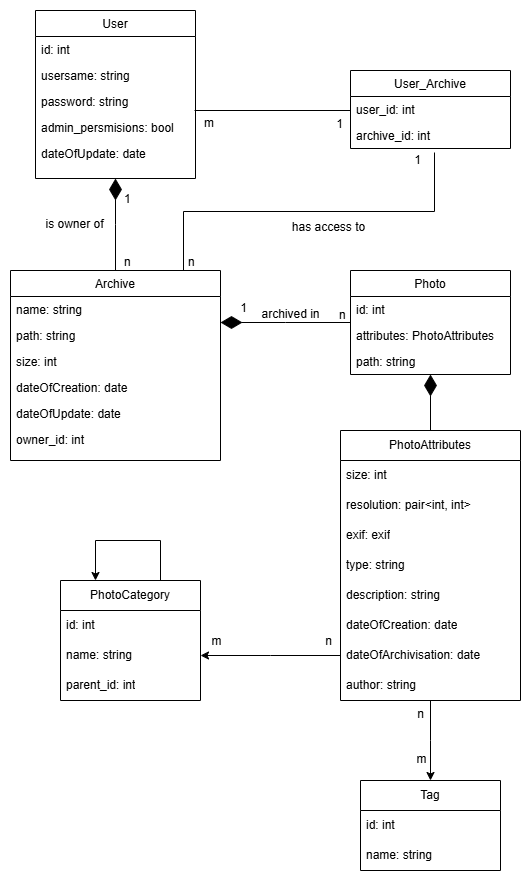 User
id: int
usersame: string
password: string
admin_persmisions: bool
dateOfUpdate: date
User_Archive
user_id: int
archive_id: int
m
1
1
1
is owner of
has access to
n
n
Archive
name: string
path: string
size: int
dateOfCreation: date
dateOfUpdate: date
owner_id: int
1
archived in
n
Photo
id: int
attributes: PhotoAttributes
path: string
PhotoAttributes
size: int
resolution: pair<int, int>
exif: exif
type: string
description: string
dateOfCreation: date
dateOfArchivisation: date
author: string
PhotoCategory
id: int
name: string
parent_id: int
m
n
n
m
Tag
id: int
name: string